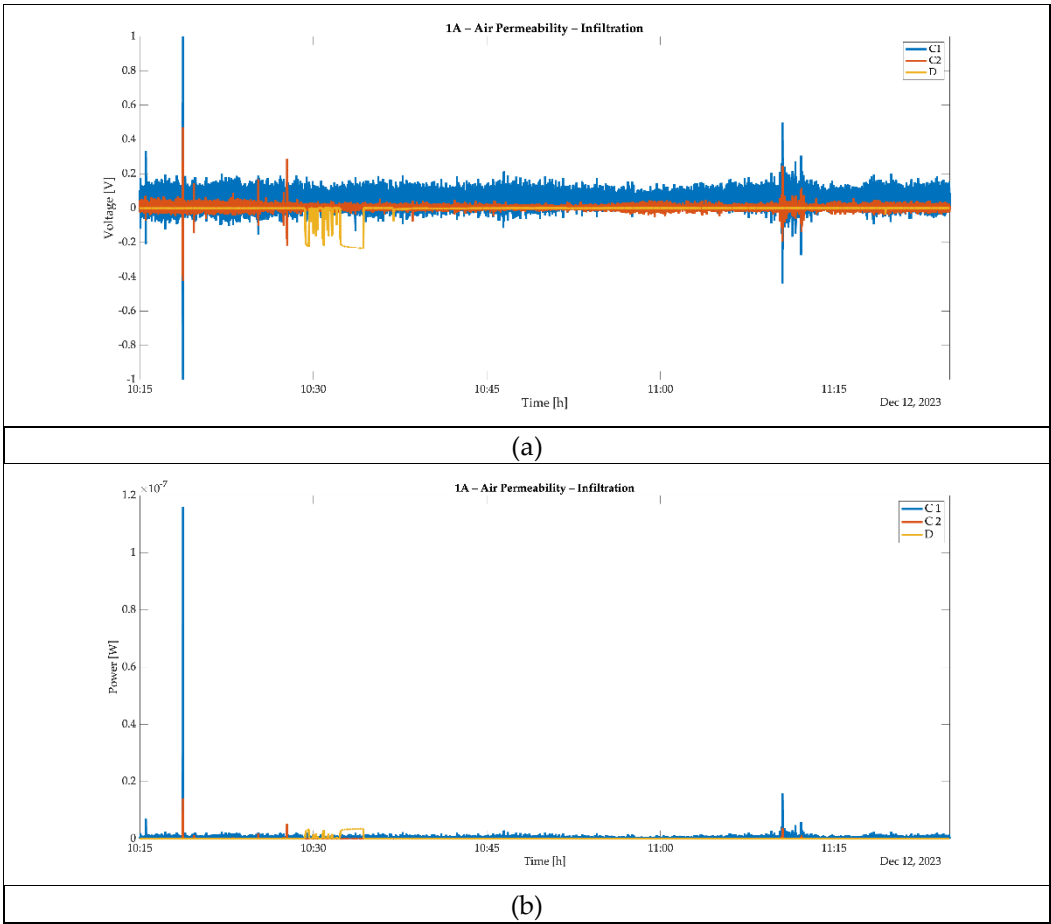 1A – Air Permeability – Infiltration
C1
C2
D
1
0.8
0.6
0.4
0.2
0
-0.2
-0.4
-0.6
-0.8
-1
Voltage [V]
10:15
10:30
10:45
11:00
11:15
Time [h]
Dec 12, 2023
(a)
×10-7
1A – Air Permeability – Infiltration
C 1
C 2
D
1.2
1
0.8
0.6
0.4
0.2
0
Power [W]
10:15
10:30
10:45
11:00
11:15
Time [h]
Dec 12, 2023
(b)